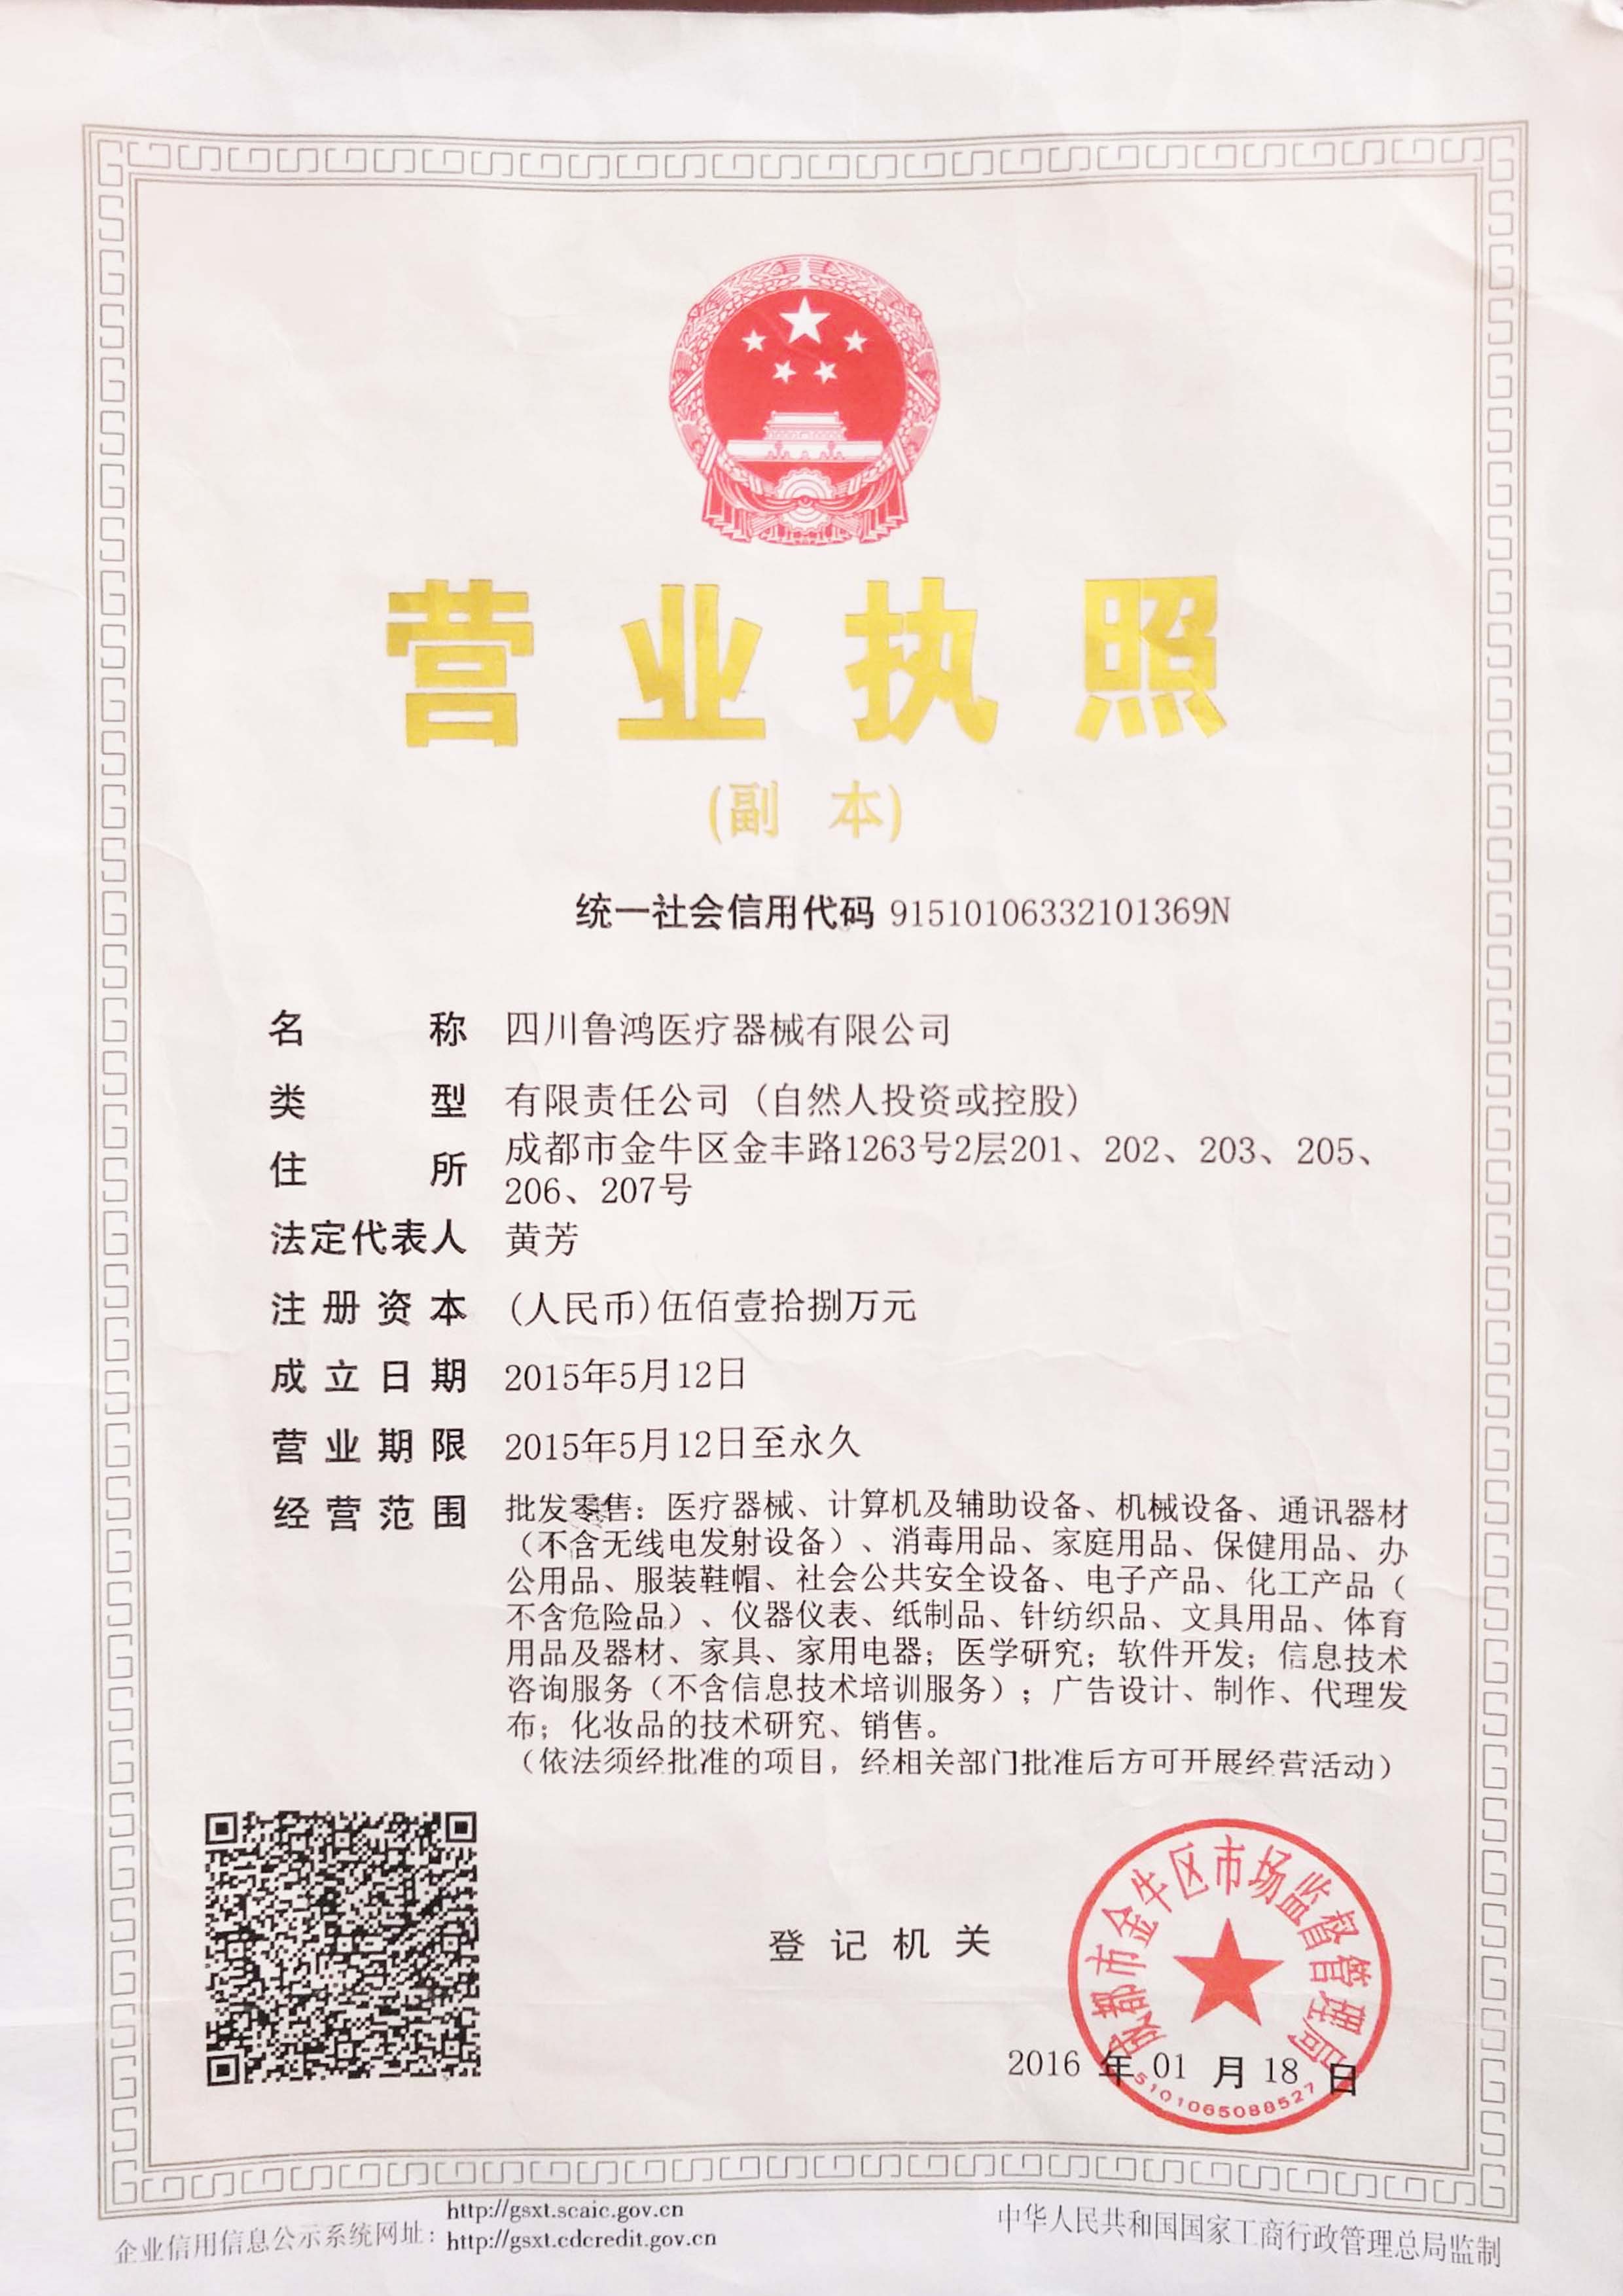 营业执照
(副 本)
统一社会信用代码 91510106332101369N
名 称 四川鲁鸿医疗器械有限公司
类 型 有限责任公司（自然人投资或控股）
住 所 成都市金牛区金丰路1263号2层201、202、203、205、
206、207号
法定代表人 黄芳
注册资本 (人民币)伍佰壹拾捌万元
成立日期 2015年5月12日
营业期限 2015年5月12日至永久
经营范围 批发零售：医疗器械、计算机及辅助设备、机械设备、通讯器材
（不含无线电发射设备）、消毒用品、家庭用品、保健用品、办
公用品、服装鞋帽、社会公共安全设备、电子产品、化工产品（
不含危险品）、仪器仪表、纸制品、针纺织品、文具用品、体育
用品及器材、家具、家用电器；医学研究；软件开发；信息技术
咨询服务（不含信息技术培训服务）；广告设计、制作、代理发
布；化妆品的技术研究、销售。
（依法须经批准的项目，经相关部门批准后方可开展经营活动）
登记机关
成都市金牛区市场监督管理局
5101065088527
2016 年 01 月 18 日
企业信用信息公示系统网址：http://gsxt.scaic.gov.cn
http://gsxt.cdcredit.gov.cn
中华人民共和国国家工商行政管理总局监制